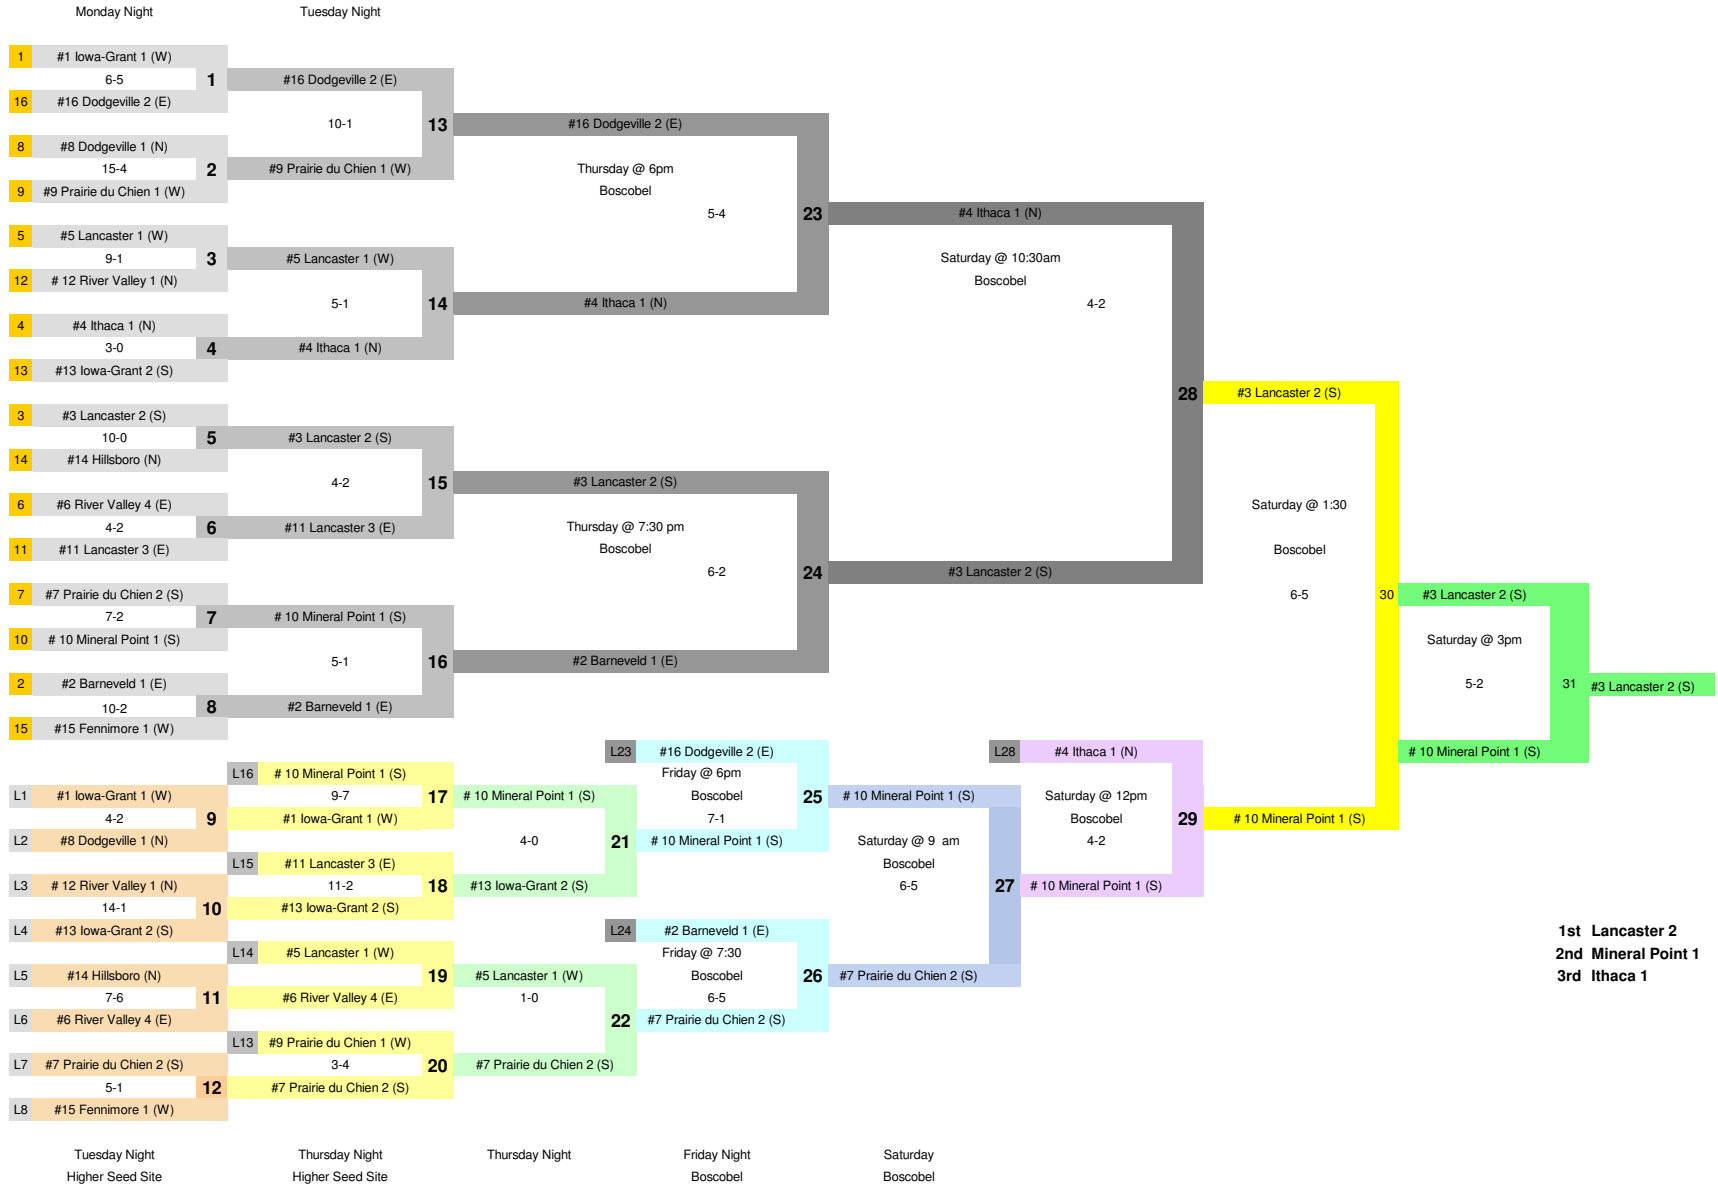 Monday Night
Tuesday Night
1 #1 Iowa-Grant 1 (W)
6-5 1 #16 Dodgeville 2 (E)
16 #16 Dodgeville 2 (E)
10-1 13 #16 Dodgeville 2 (E)
8 #8 Dodgeville 1 (N)
15-4 2 #9 Prairie du Chien 1 (W)
Thursday @ 6pm
9 #9 Prairie du Chien 1 (W)
Boscobel
5-4 23 #4 Ithaca 1 (N)
5 #5 Lancaster 1 (W)
9-1 3 #5 Lancaster 1 (W)
Saturday @ 10:30am
12 # 12 River Valley 1 (N)
Boscobel
5-1 14 #4 Ithaca 1 (N)
4-2
4 #4 Ithaca 1 (N)
3-0 4 #4 Ithaca 1 (N)
13 #13 Iowa-Grant 2 (S)
28 #3 Lancaster 2 (S)
3 #3 Lancaster 2 (S)
10-0 5 #3 Lancaster 2 (S)
14 #14 Hillsboro (N)
4-2 15 #3 Lancaster 2 (S)
6 #6 River Valley 4 (E)
Saturday @ 1:30
4-2 6 #11 Lancaster 3 (E)
Thursday @ 7:30 pm
11 #11 Lancaster 3 (E)
Boscobel
Boscobel
6-2 24 #3 Lancaster 2 (S)
7 #7 Prairie du Chien 2 (S)
6-5 30 #3 Lancaster 2 (S)
7-2 7 # 10 Mineral Point 1 (S)
10 # 10 Mineral Point 1 (S)
Saturday @ 3pm
5-1 16 #2 Barneveld 1 (E)
2 #2 Barneveld 1 (E)
5-2 31 #3 Lancaster 2 (S)
10-2 8 #2 Barneveld 1 (E)
15 #15 Fennimore 1 (W)
L23 #16 Dodgeville 2 (E)
L28 #4 Ithaca 1 (N)
# 10 Mineral Point 1 (S)
L16 # 10 Mineral Point 1 (S)
Friday @ 6pm
L1 #1 Iowa-Grant 1 (W)
9-7 17 # 10 Mineral Point 1 (S)
Boscobel
25 # 10 Mineral Point 1 (S)
Saturday @ 12pm
4-2 9 #1 Iowa-Grant 1 (W)
7-1
Boscobel
29 # 10 Mineral Point 1 (S)
L2 #8 Dodgeville 1 (N)
4-0 21 # 10 Mineral Point 1 (S)
Saturday @ 9 am
4-2
L15 #11 Lancaster 3 (E)
Boscobel
L3 # 12 River Valley 1 (N)
11-2 18 #13 Iowa-Grant 2 (S)
6-5 27 # 10 Mineral Point 1 (S)
14-1 10 #13 Iowa-Grant 2 (S)
L4 #13 Iowa-Grant 2 (S)
L24 #2 Barneveld 1 (E)
1st Lancaster 2
L14 #5 Lancaster 1 (W)
Friday @ 7:30
2nd Mineral Point 1
L5 #14 Hillsboro (N)
19 #5 Lancaster 1 (W)
Boscobel
26 #7 Prairie du Chien 2 (S)
3rd Ithaca 1
7-6 11 #6 River Valley 4 (E)
1-0
6-5
L6 #6 River Valley 4 (E)
22 #7 Prairie du Chien 2 (S)
L13 #9 Prairie du Chien 1 (W)
L7 #7 Prairie du Chien 2 (S)
3-4 20 #7 Prairie du Chien 2 (S)
5-1 12 #7 Prairie du Chien 2 (S)
L8 #15 Fennimore 1 (W)
Tuesday Night
Thursday Night
Thursday Night
Friday Night
Saturday
Higher Seed Site
Higher Seed Site
Boscobel
Boscobel